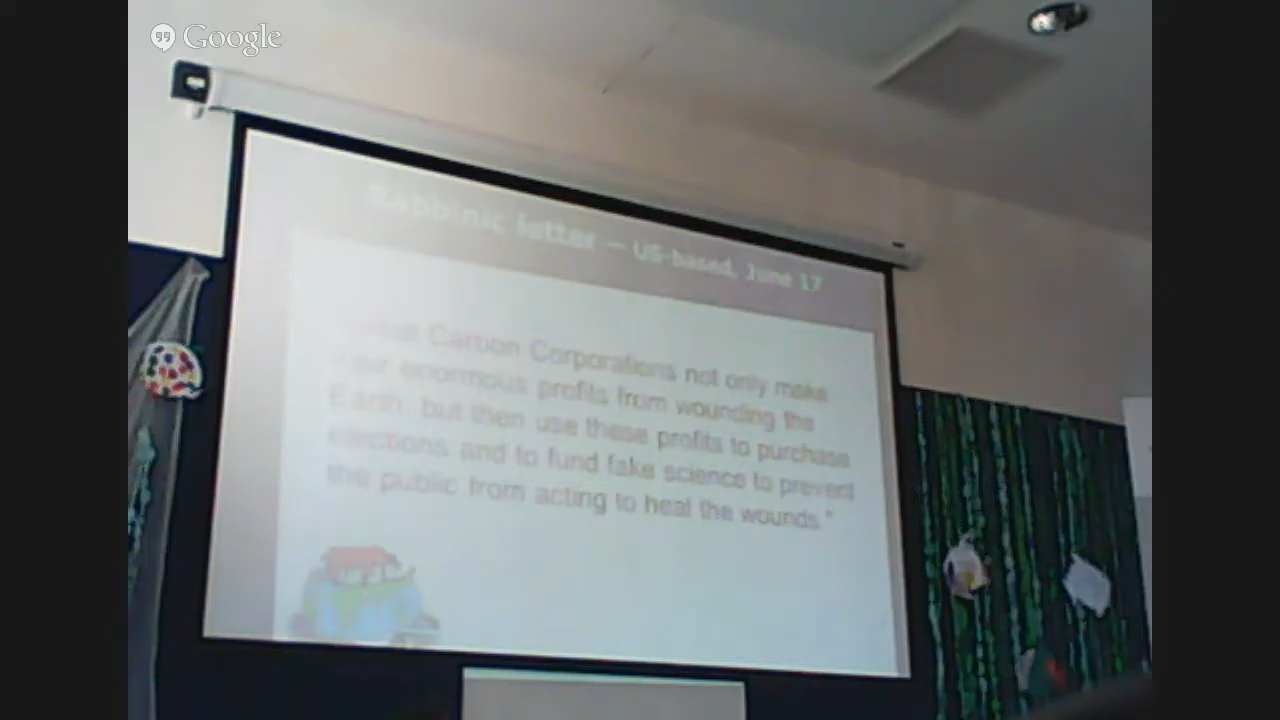 Google
Rabbinic letter – US-based, June 17
Carbon Corporations not only make
their enormous profits from wounding the
Earth, but then use these profits to purchase
elections and to fund fake science to prevent
the public from acting to heal the wounds."